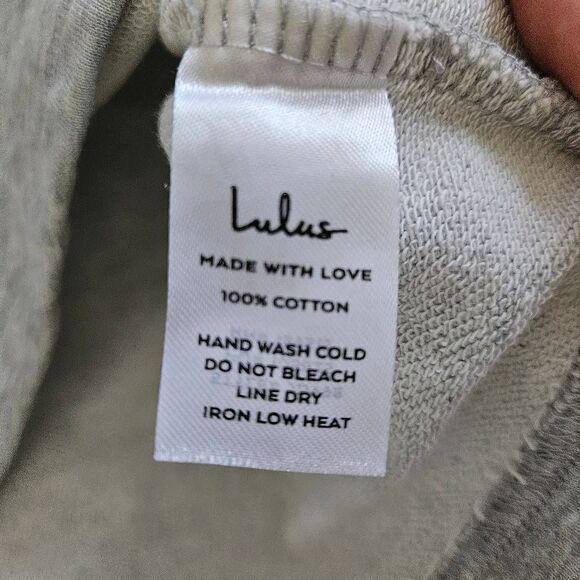 Lulus
MADE WITH LOVE
100% COTTON
HAND WASH COLD
DO NOT BLEACH
LINE DRY
IRON LOW HEAT